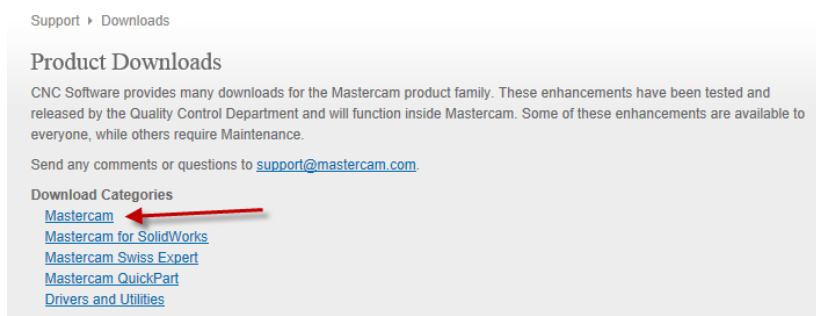 Support ▸ Downloads
Product Downloads
CNC Software provides many downloads for the Mastercam product family. These enhancements have been tested and
released by the Quality Control Department and will function inside Mastercam. Some of these enhancements are available to
everyone, while others require Maintenance.
Send any comments or questions to support@mastercam.com.
Download Categories
Mastercam
Mastercam for SolidWorks
Mastercam Swiss Expert
Mastercam QuickPart
Drivers and Utilities